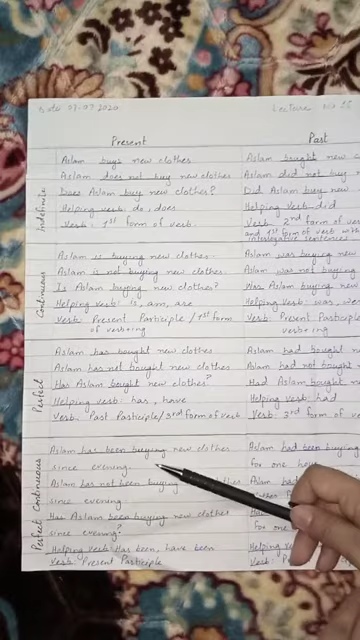 Date 03-07-2020 Lecture No 26
Present Past
Indefinite
Aslam buys new clothes
Aslam does not buy new clothes
Does Aslam buy new clothes?
Helping verb: do, does
Verb: 1st form of verb.
Aslam bought new
Aslam did not buy
Did Aslam buy new
Helping verb: did
Verb: 2nd form of
and 1st form of verb
interrogative sentences
Continuous
Aslam is buying new clothes.
Aslam is not buying new clothes.
Is Aslam buying new clothes?
Helping verb: Is, am, are
Verb: Present Participle / 1st form
of verb+ing
Aslam was buying new
Aslam was not buying
Was Aslam buying new
Helping verb: was,
Verb: Present
verb+ing
Perfect
Aslam has bought new clothes
Aslam has not bought new clothes
Has Aslam bought new clothes?
Helping verb: has, have
Verb: Past Participle / 3rd form of verb
Aslam had bought
Aslam had not bought
Had Aslam bought
Helping verb: had
Verb: 3rd form of
Perfect Continuous
Aslam has been buying new clothes
since evening.
Aslam has not been buying
since evening.
Has Aslam been buying new clothes
since evening?
Helping verb: Has been, have been
Verb: Present Participle
Aslam had been buying
for one
Aslam had
for one
Helping
Verb: